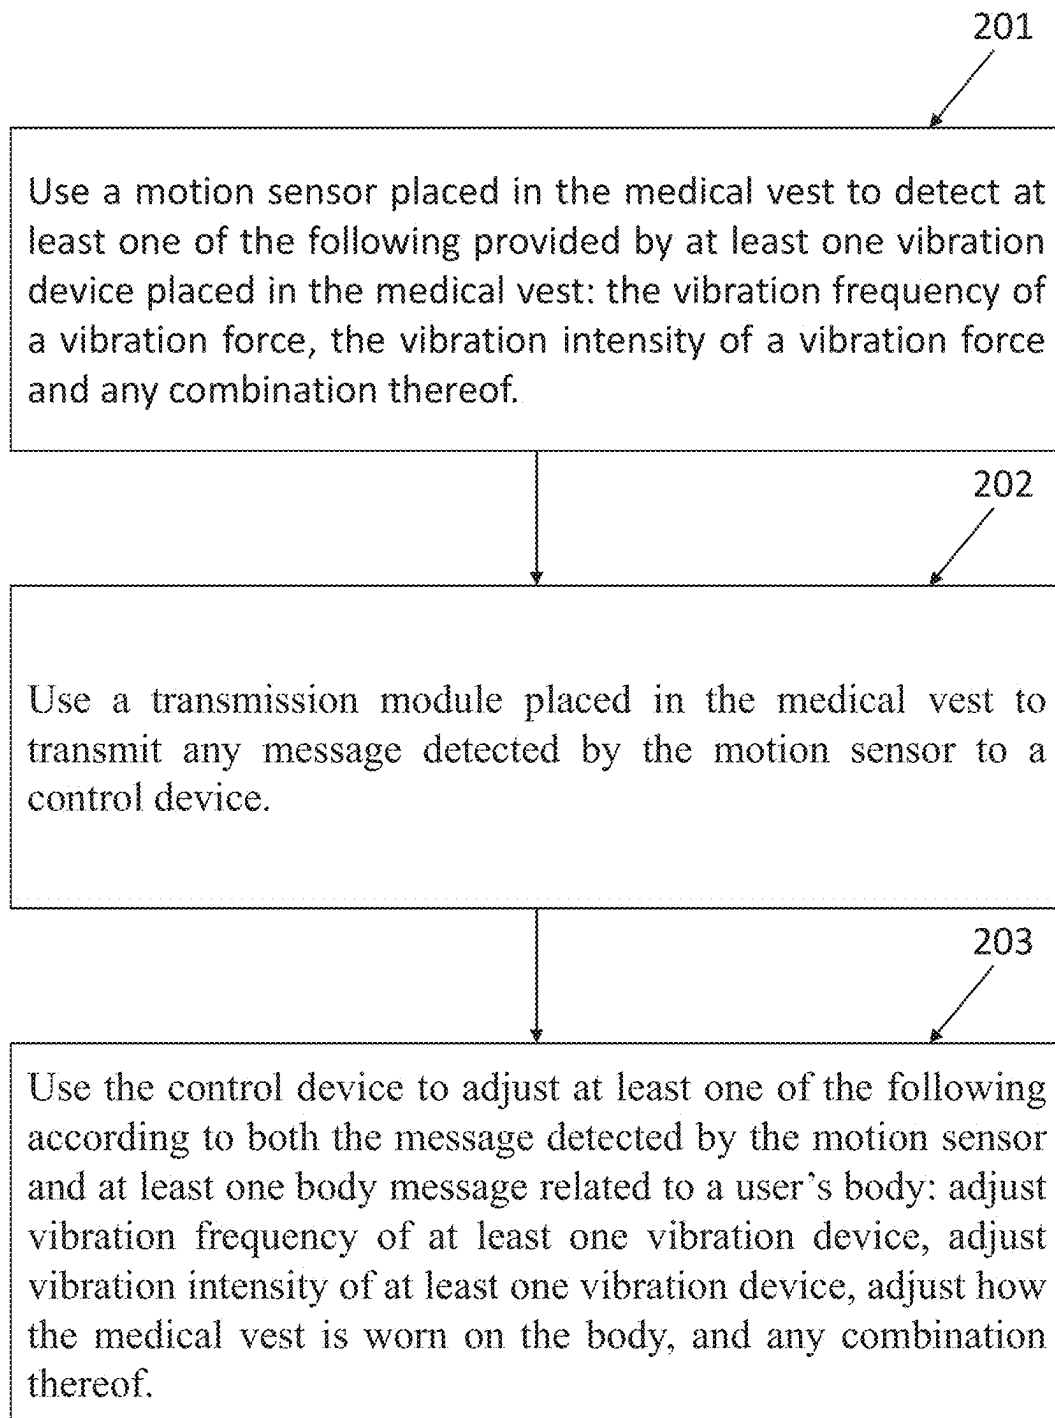 201
Use a motion sensor placed in the medical vest to detect at
least one of the following provided by at least one vibration
device placed in the medical vest: the vibration frequency of
a vibration force, the vibration intensity of a vibration force
and any combination thereof.
202
Use a transmission module placed in the medical vest to
transmit any message detected by the motion sensor to a
control device.
203
Use the control device to adjust at least one of the following
according to both the message detected by the motion sensor
and at least one body message related to a user’s body: adjust
vibration frequency of at least one vibration device, adjust
vibration intensity of at least one vibration device, adjust how
the medical vest is worn on the body, and any combination
thereof.